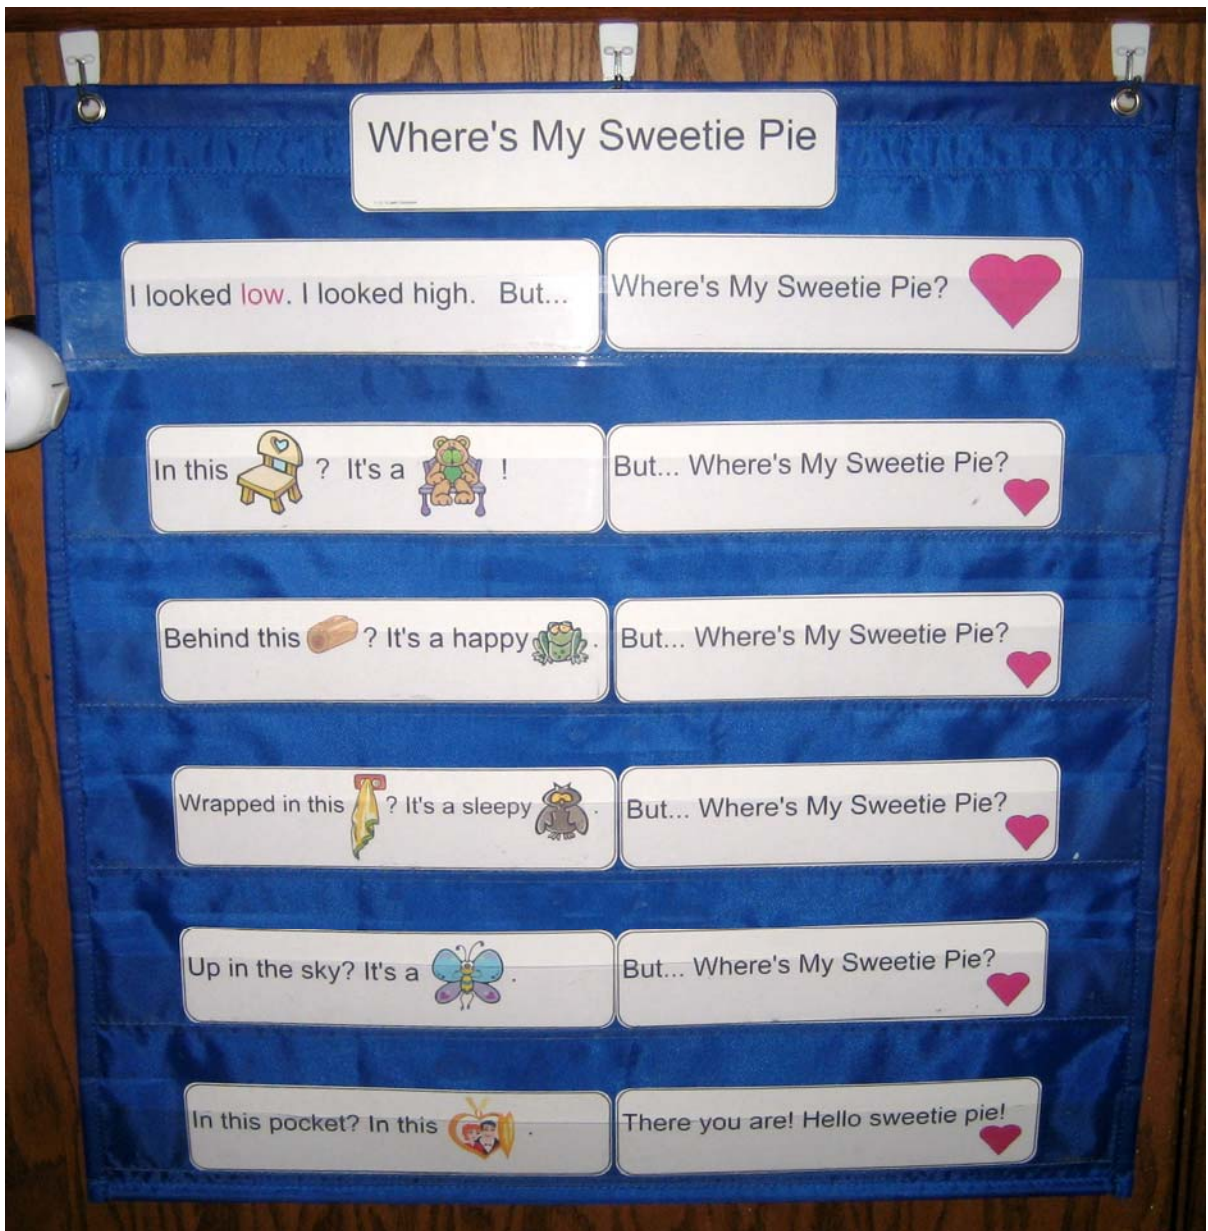 Where's My Sweetie Pie
I looked low. I looked high. But... Where's My Sweetie Pie?
In this ? It's a ! But... Where's My Sweetie Pie?
Behind this ? It's a happy . But... Where's My Sweetie Pie?
Wrapped in this ? It's a sleepy . But... Where's My Sweetie Pie?
Up in the sky? It's a . But... Where's My Sweetie Pie?
In this pocket? In this . There you are! Hello sweetie pie!